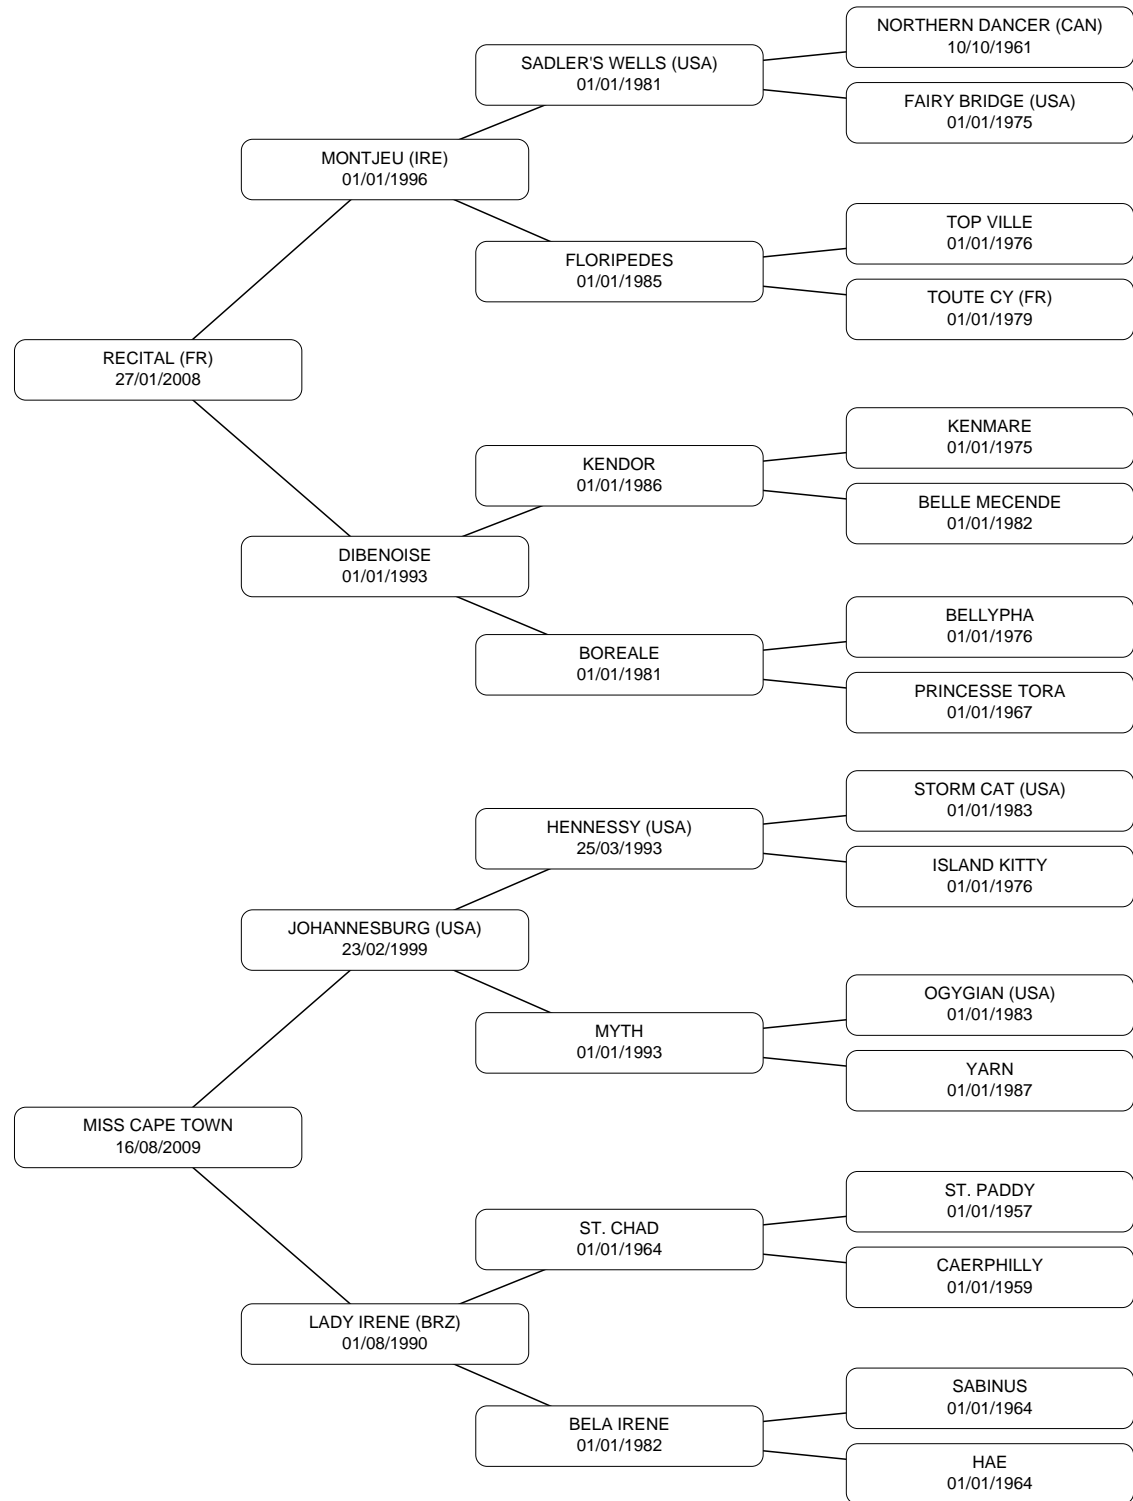 NORTHERN DANCER (CAN)
10/10/1961
SADLER'S WELLS (USA)
01/01/1981
FAIRY BRIDGE (USA)
01/01/1975
MONTJEU (IRE)
01/01/1996
TOP VILLE
01/01/1976
FLORIPEDES
01/01/1985
TOUTE CY (FR)
01/01/1979
RECITAL (FR)
27/01/2008
KENMARE
01/01/1975
KENDOR
01/01/1986
BELLE MECENDE
01/01/1982
DIBENOISE
01/01/1993
BELLYPHA
01/01/1976
BOREALE
01/01/1981
PRINCESSE TORA
01/01/1967
STORM CAT (USA)
01/01/1983
HENNESSY (USA)
25/03/1993
ISLAND KITTY
01/01/1976
JOHANNESBURG (USA)
23/02/1999
OGYGIAN (USA)
01/01/1983
MYTH
01/01/1993
YARN
01/01/1987
MISS CAPE TOWN
16/08/2009
ST. PADDY
01/01/1957
ST. CHAD
01/01/1964
CAERPHILLY
01/01/1959
LADY IRENE (BRZ)
01/08/1990
SABINUS
01/01/1964
BELA IRENE
01/01/1982
HAE
01/01/1964